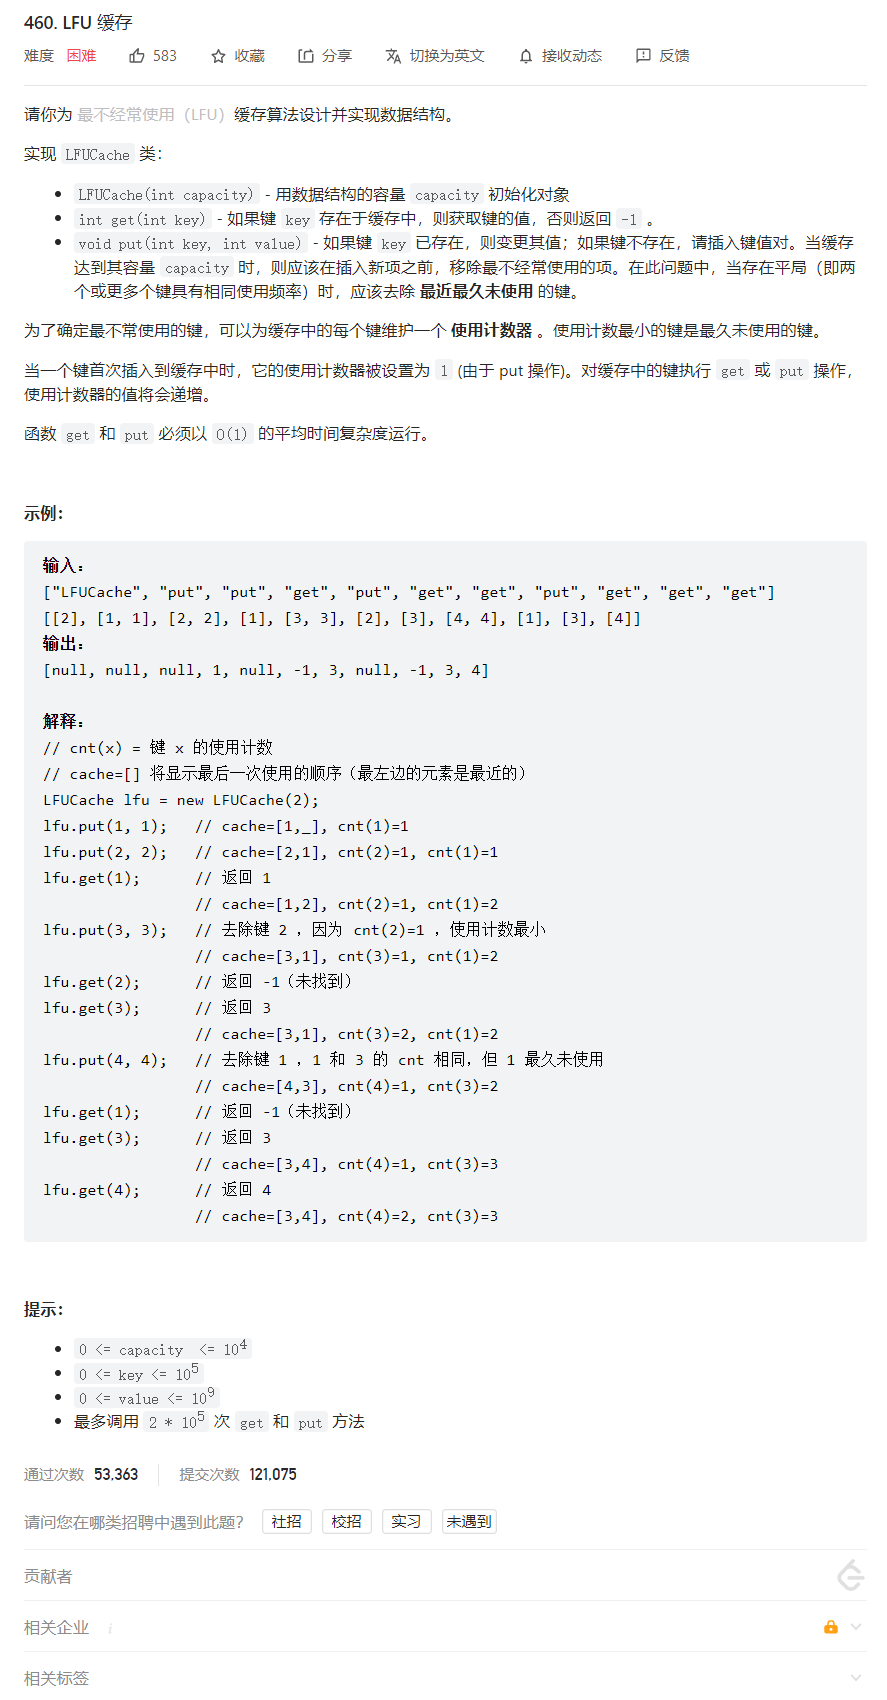 460. LFU 缓存
难度 困难 583 收藏 分享 切换为英文 接收动态 反馈
请你为 最不经常使用（LFU）缓存算法设计并实现数据结构。
实现 LFUCache 类：
LFUCache(int capacity) - 用数据结构的容量 capacity 初始化对象
int get(int key) - 如果键 key 存在于缓存中，则获取键的值，否则返回 -1 。
void put(int key, int value) - 如果键 key 已存在，则变更其值；如果键不存在，请插入键值对。当缓存
达到其容量 capacity 时，则应该在插入新项之前，移除最不经常使用的项。在此问题中，当存在平局（即两
个或更多个键具有相同使用频率）时，应该去除 最近最久未使用 的键。
为了确定最不常使用的键，可以为缓存中的每个键维护一个 使用计数器 。使用计数最小的键是最久未使用的键。
当一个键首次插入到缓存中时，它的使用计数器被设置为 1 (由于 put 操作)。对缓存中的键执行 get 或 put 操作，
使用计数器的值将会递增。
函数 get 和 put 必须以 O(1) 的平均时间复杂度运行。
示例：
输入：
["LFUCache", "put", "put", "get", "put", "get", "get", "put", "get", "get", "get"]
[[2], [1, 1], [2, 2], [1], [3, 3], [2], [3], [4, 4], [1], [3], [4]]
输出：
[null, null, null, 1, null, -1, 3, null, -1, 3, 4]
解释：
// cnt(x) = 键 x 的使用计数
// cache=[] 将显示最后一次使用的顺序（最左边的元素是最近的）
LFUCache lfu = new LFUCache(2);
lfu.put(1, 1); // cache=[1,_], cnt(1)=1
lfu.put(2, 2); // cache=[2,1], cnt(2)=1, cnt(1)=1
lfu.get(1); // 返回 1
// cache=[1,2], cnt(2)=1, cnt(1)=2
lfu.put(3, 3); // 去除键 2 ，因为 cnt(2)=1 ，使用计数最小
// cache=[3,1], cnt(3)=1, cnt(1)=2
lfu.get(2); // 返回 -1（未找到）
lfu.get(3); // 返回 3
// cache=[3,1], cnt(3)=2, cnt(1)=2
lfu.put(4, 4); // 去除键 1 ，1 和 3 的 cnt 相同，但 1 最久未使用
// cache=[4,3], cnt(4)=1, cnt(3)=2
lfu.get(1); // 返回 -1（未找到）
lfu.get(3); // 返回 3
// cache=[3,4], cnt(4)=1, cnt(3)=3
lfu.get(4); // 返回 4
// cache=[3,4], cnt(4)=2, cnt(3)=3
提示：
0 <= capacity <= 10^4
0 <= key <= 10^5
0 <= value <= 10^9
最多调用 2 * 10^5 次 get 和 put 方法
通过次数 53,363 提交次数 121,075
请问您在哪类招聘中遇到此题？ 社招 校招 实习 未遇到
贡献者
相关企业 i
相关标签